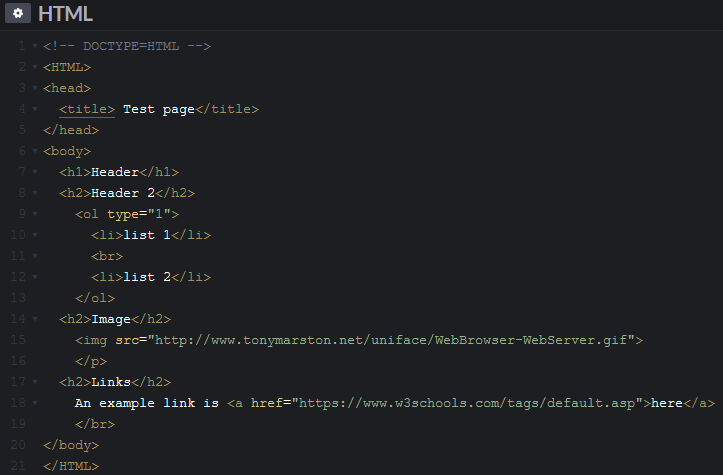 HTML
1 <!-- DOCTYPE=HTML -->
2 <HTML>
3 <head>
4 <title> Test page</title>
5 </head>
6 <body>
7 <h1>Header</h1>
8 <h2>Header 2</h2>
9 <ol type="1">
10 <li>list 1</li>
11 <br>
12 <li>list 2</li>
13 </ol>
14 <h2>Image</h2>
15 <img src="http://www.tonymarston.net/uniface/WebBrowser-WebServer.gif">
16 </p>
17 <h2>Links</h2>
18 An example link is <a href="https://www.w3schools.com/tags/default.asp">here</a>
19 </br>
20 </body>
21 </HTML>